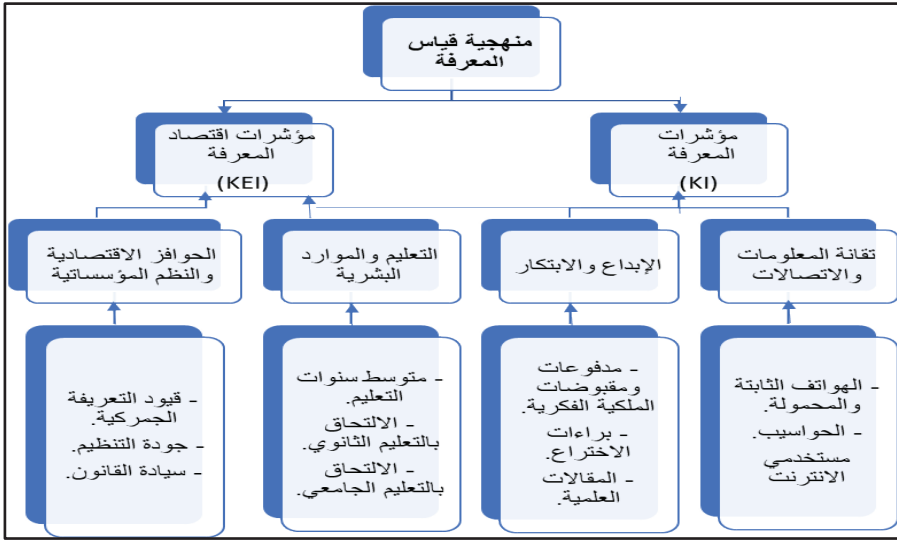 منهجية قياس
المعرفة
مؤشرات
المعرفة
(KI)
مؤشرات اقتصاد
المعرفة
(KEI)
تقانة المعلومات
والاتصالات
الإبداع والابتكار
التعليم والموارد
البشرية
الحوافز الاقتصادية
والنظم المؤسساتية
- الهواتف الثابتة
والمحمولة.
- الحواسيب.
مستخدمي
الانترنت
- مدفوعات
ومقبوضات
الملكية الفكرية.
- براءات
الاختراع.
- المقالات
العلمية.
- متوسط سنوات
التعليم.
- الالتحاق
بالتعليم الثانوي.
- الالتحاق
بالتعليم الجامعي.
- قيود التعريفة
الجمركية.
- جودة التنظيم.
- سيادة القانون.